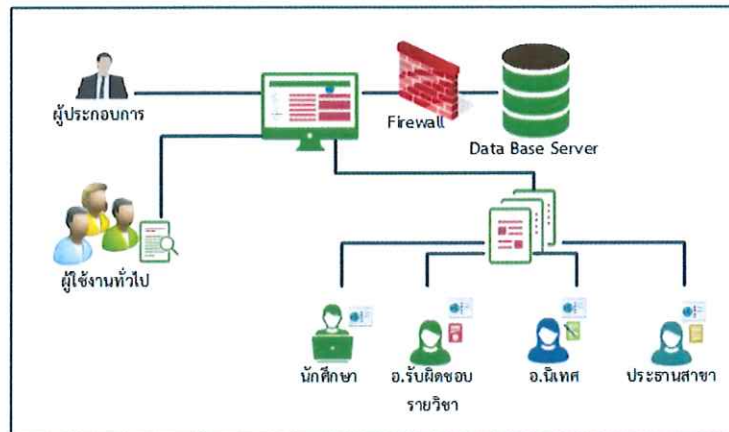 ผู้ประกอบการ
Firewall
Data Base Server
ผู้ใช้งานทั่วไป
นักศึกษา
อ.รับผิดชอบ
รายวิชา
อ.นิเทศ
ประธานสาขา